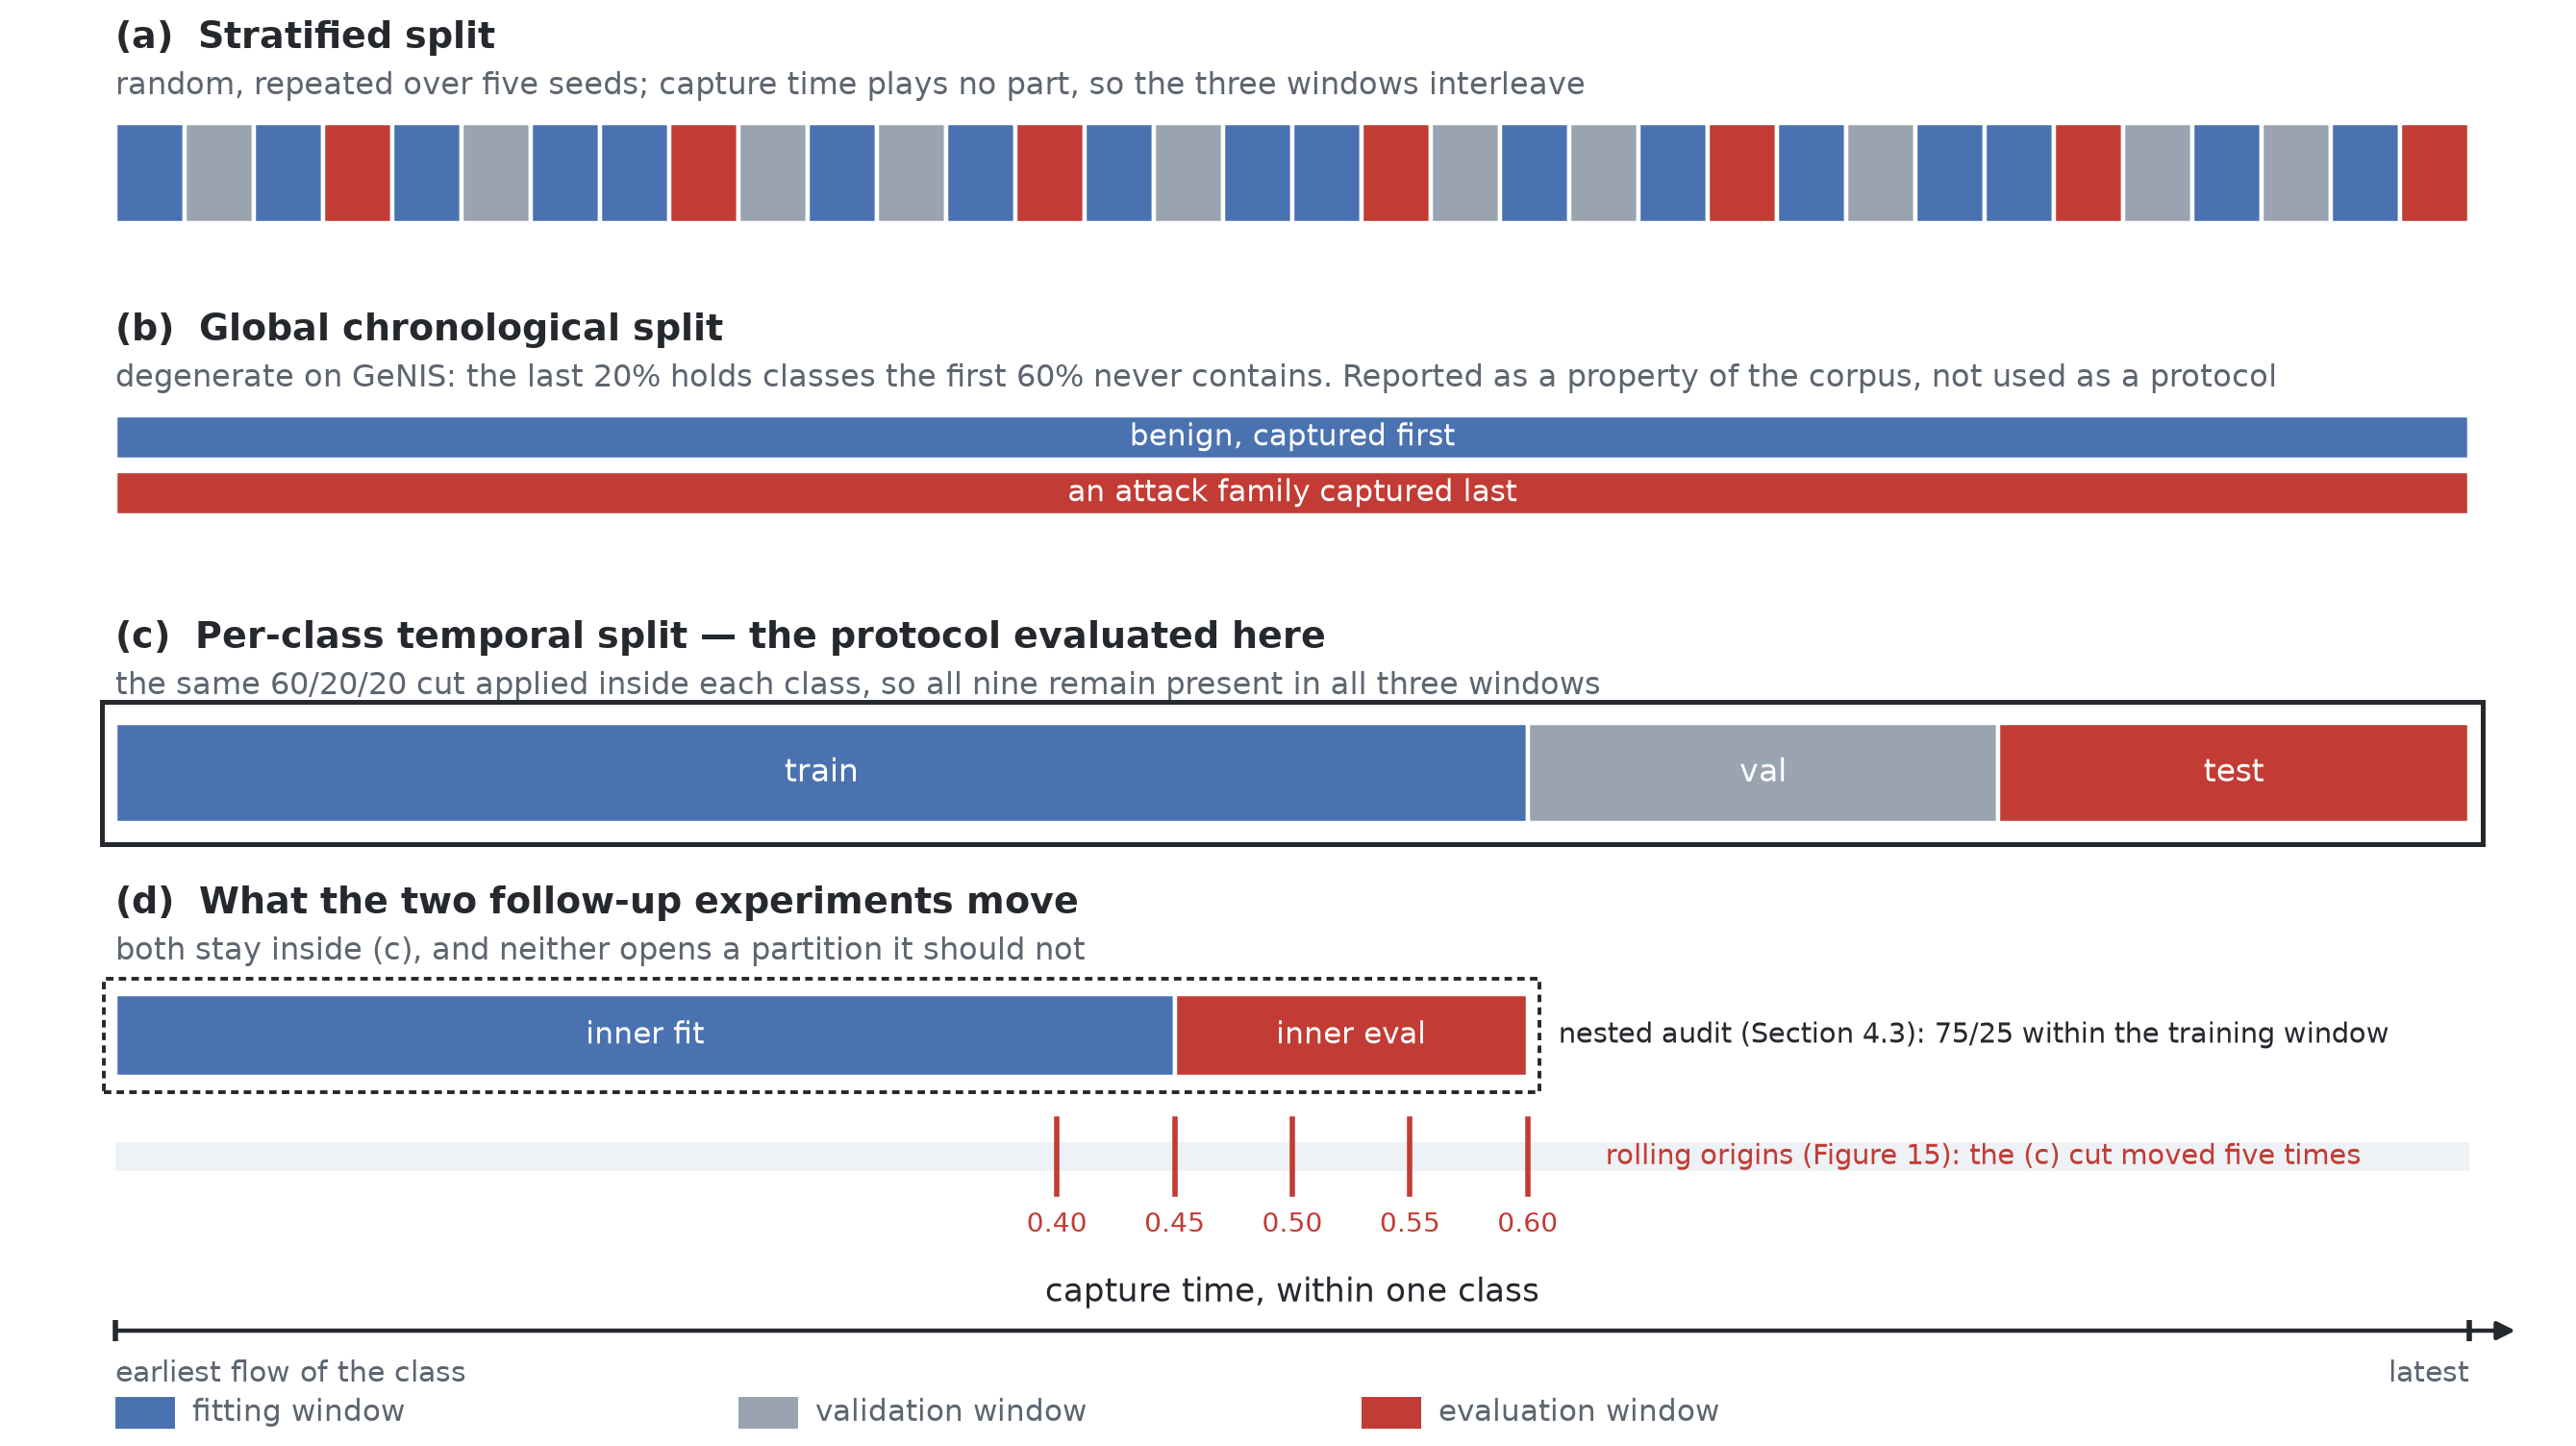 (a) Stratified split
random, repeated over five seeds; capture time plays no part, so the three windows interleave
(b) Global chronological split
degenerate on GeNIS: the last 20% holds classes the first 60% never contains. Reported as a property of the corpus, not used as a protocol
benign, captured first
an attack family captured last
(c) Per-class temporal split — the protocol evaluated here
the same 60/20/20 cut applied inside each class, so all nine remain present in all three windows
train val test
(d) What the two follow-up experiments move
both stay inside (c), and neither opens a partition it should not
inner fit inner eval nested audit (Section 4.3): 75/25 within the training window
rolling origins (Figure 15): the (c) cut moved five times
0.40 0.45 0.50 0.55 0.60
capture time, within one class
earliest flow of the class latest
fitting window validation window evaluation window